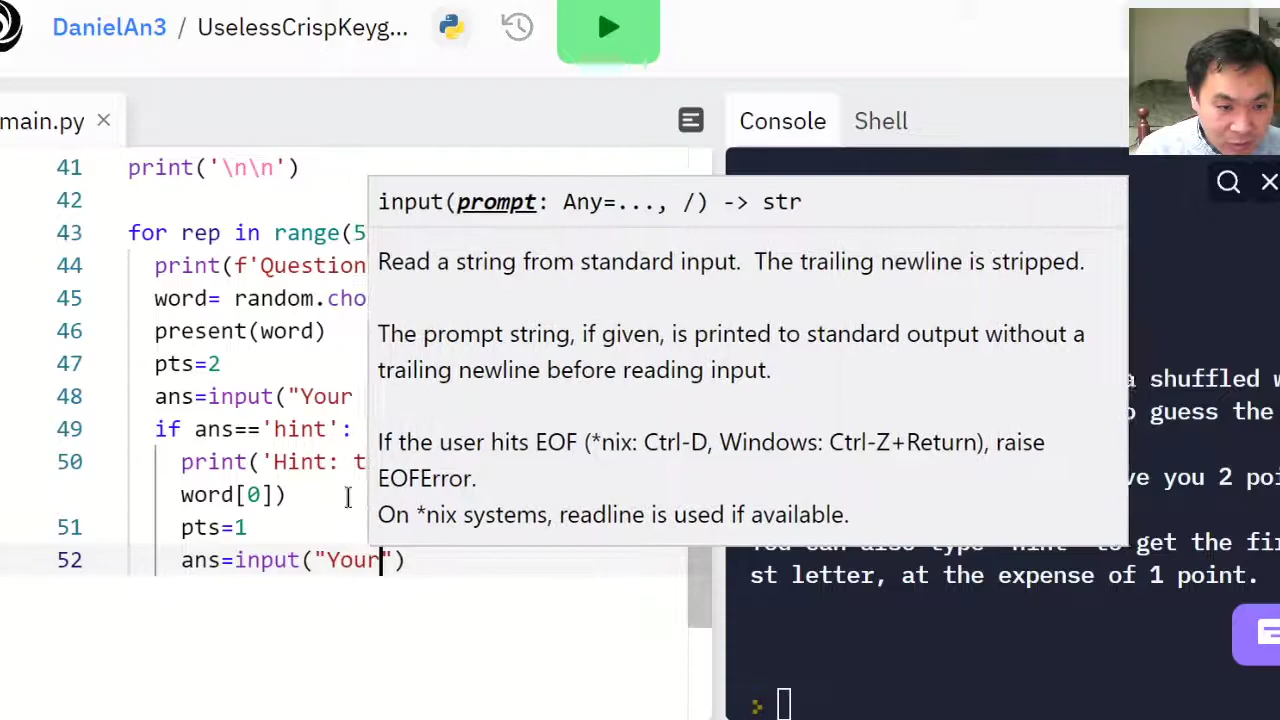 DanielAn3 / UselessCrispKeyg...
main.py
Console Shell
41 print('\n\n')
42
43 for rep in range(5
44 print(f'Question
45 word= random.cho
46 present(word)
47 pts=2
48 ans=input("Your
49 if ans=='hint':
50 print('Hint: t
word[0])
51 pts=1
52 ans=input("Your")
input(prompt: Any=..., /) -> str
Read a string from standard input. The trailing newline is stripped.
The prompt string, if given, is printed to standard output without a
trailing newline before reading input.
If the user hits EOF (*nix: Ctrl-D, Windows: Ctrl-Z+Return), raise
EOFError.
On *nix systems, readline is used if available.
a shuffled w
o guess the
ve you 2 poi
You can also type 'hint' to get the fir
st letter, at the expense of 1 point.